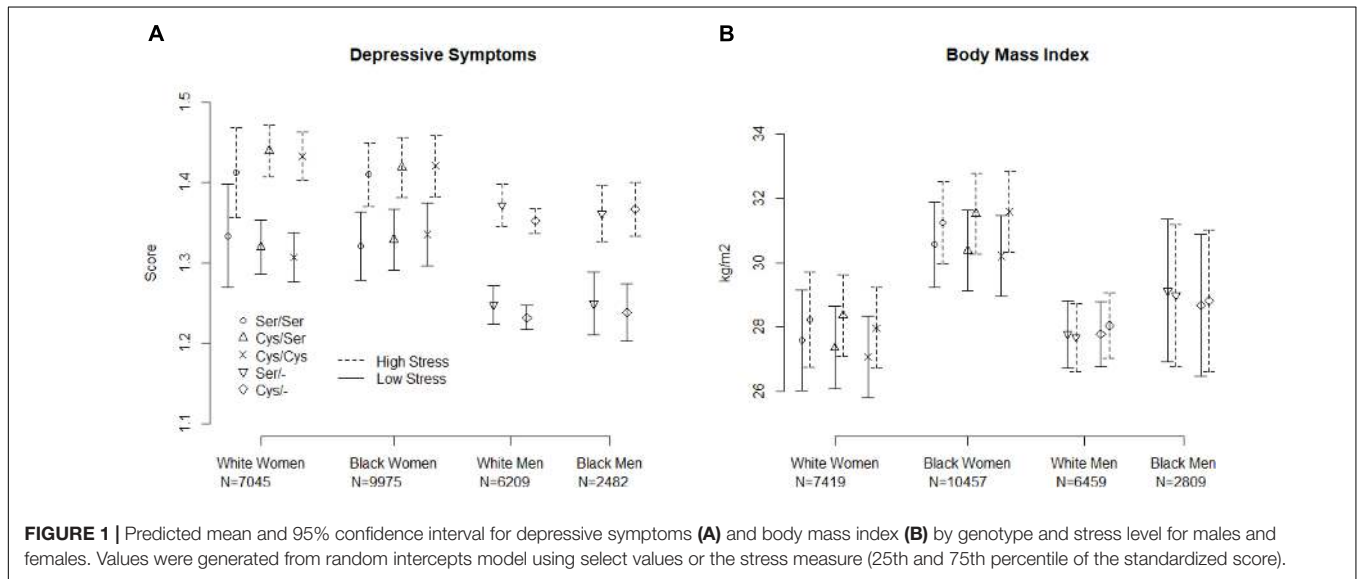 A
Depressive Symptoms
1.5
1.4
1.3
1.2
1.1
Score
Ser/Ser
Cys/Ser
Cys/Cys
Ser/-
Cys/-
High Stress
Low Stress
White Women
N=7045
Black Women
N=9975
White Men
N=6209
Black Men
N=2482
B
Body Mass Index
34
32
30
28
26
kg/m2
White Women
N=7419
Black Women
N=10457
White Men
N=6459
Black Men
N=2809
FIGURE 1 | Predicted mean and 95% confidence interval for depressive symptoms (A) and body mass index (B) by genotype and stress level for males and
females. Values were generated from random intercepts model using select values or the stress measure (25th and 75th percentile of the standardized score).